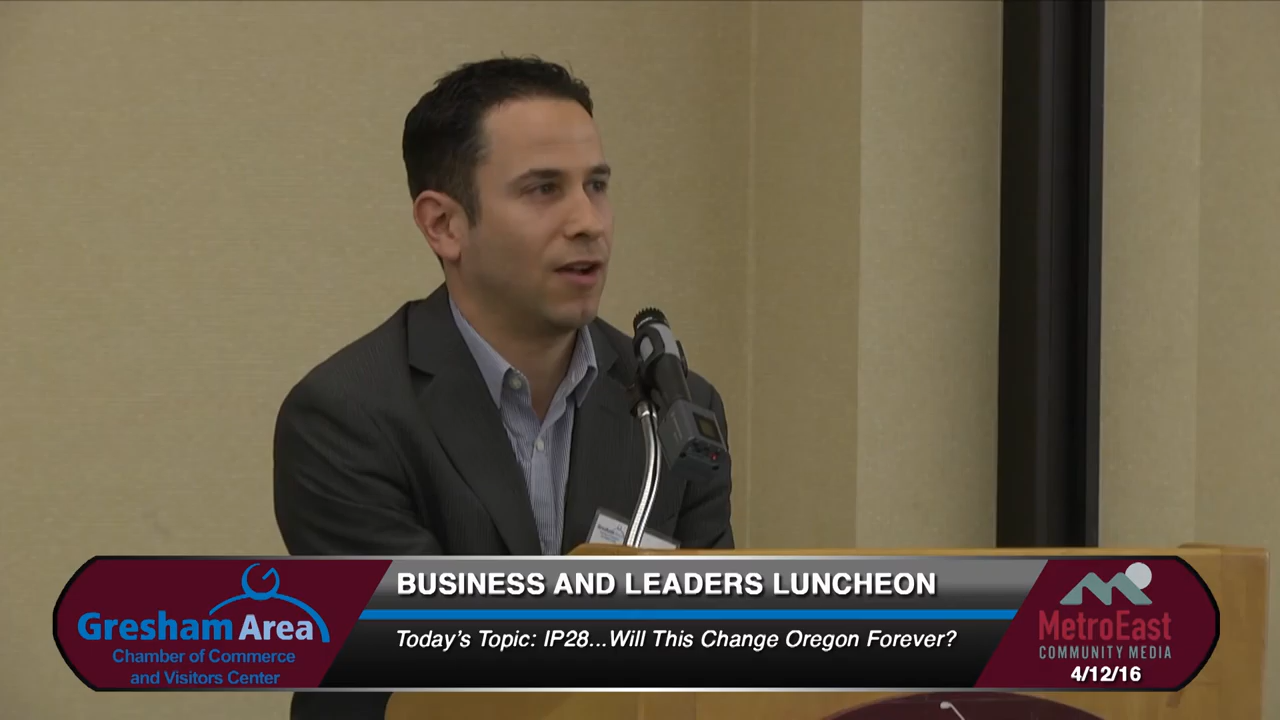 BUSINESS AND LEADERS LUNCHEON
Today's Topic: IP28...Will This Change Oregon Forever?
Gresham Area
Chamber of Commerce
and Visitors Center
MetroEast
COMMUNITY MEDIA
4/12/16